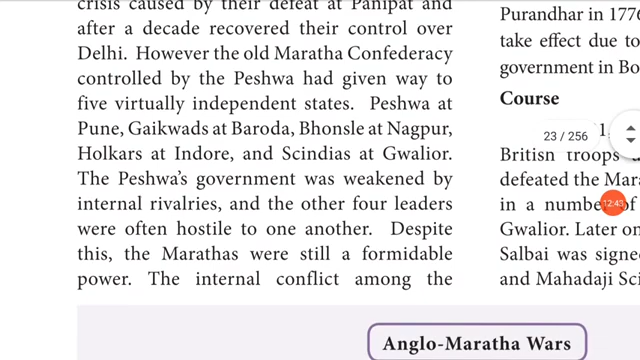 crisis caused by their defeat at Panipat and
after a decade recovered their control over
Delhi. However the old Maratha Confederacy
controlled by the Peshwa had given way to
five virtually independent states. Peshwa at
Pune, Gaikwads at Baroda, Bhonsle at Nagpur,
Holkars at Indore, and Scindias at Gwalior.
The Peshwa's government was weakened by
internal rivalries, and the other four leaders
were often hostile to one another. Despite
this, the Marathas were still a formidable
power. The internal conflict among the
Purandhar in 1776
take effect due to
government in Bo
Course
23 / 256
British troops
defeated the Mara
in a number of
12:43
Gwalior. Later on
Salbai was signe
and Mahadaji Sci
Anglo-Maratha Wars